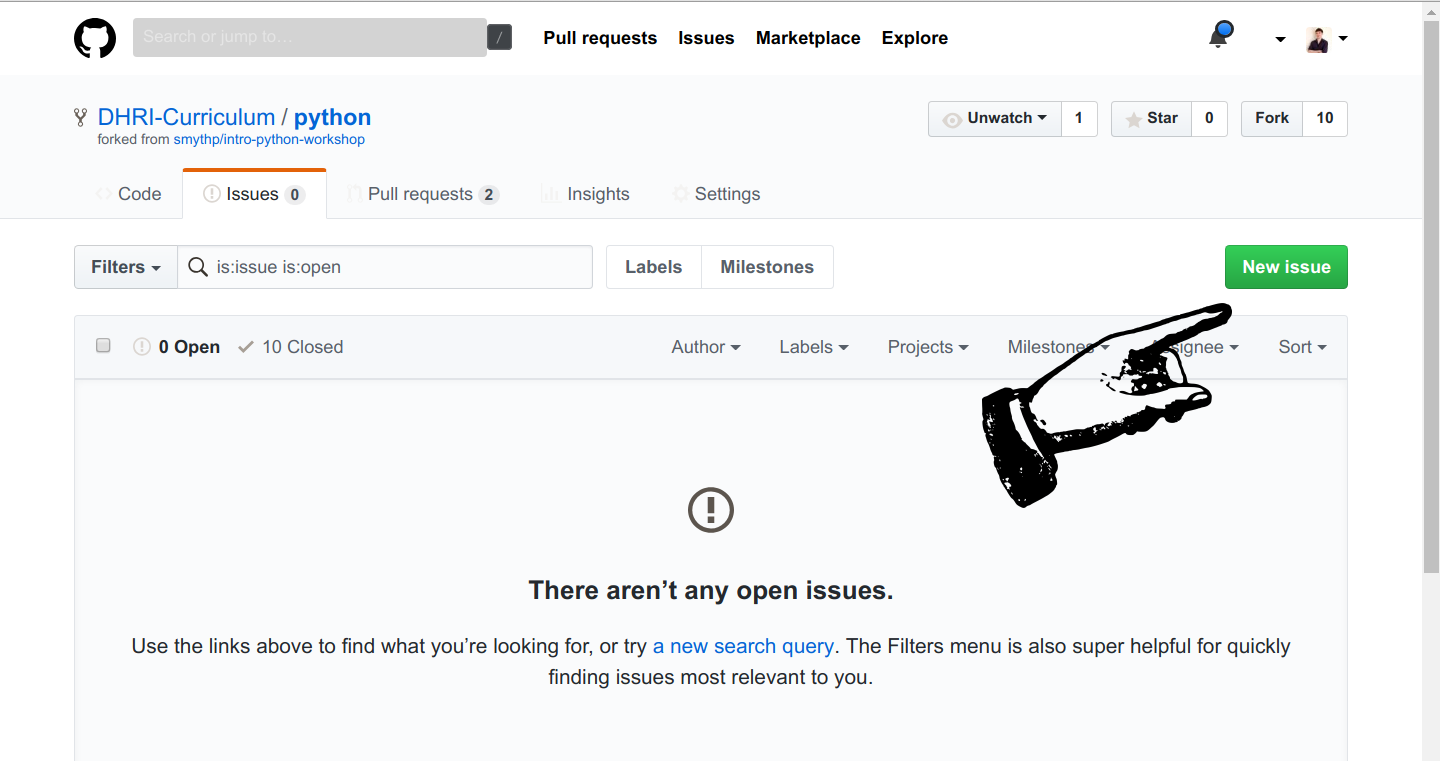 Search or jump to… / Pull requests Issues Marketplace Explore
DHRI-Curriculum / python Unwatch 1 Star 0 Fork 10
forked from smythp/intro-python-workshop
Code Issues 0 Pull requests 2 Insights Settings
Filters is:issue is:open Labels Milestones New issue
0 Open 10 Closed Author Labels Projects Milestones Assignee Sort
There aren’t any open issues.
Use the links above to find what you’re looking for, or try a new search query. The Filters menu is also super helpful for quickly
finding issues most relevant to you.